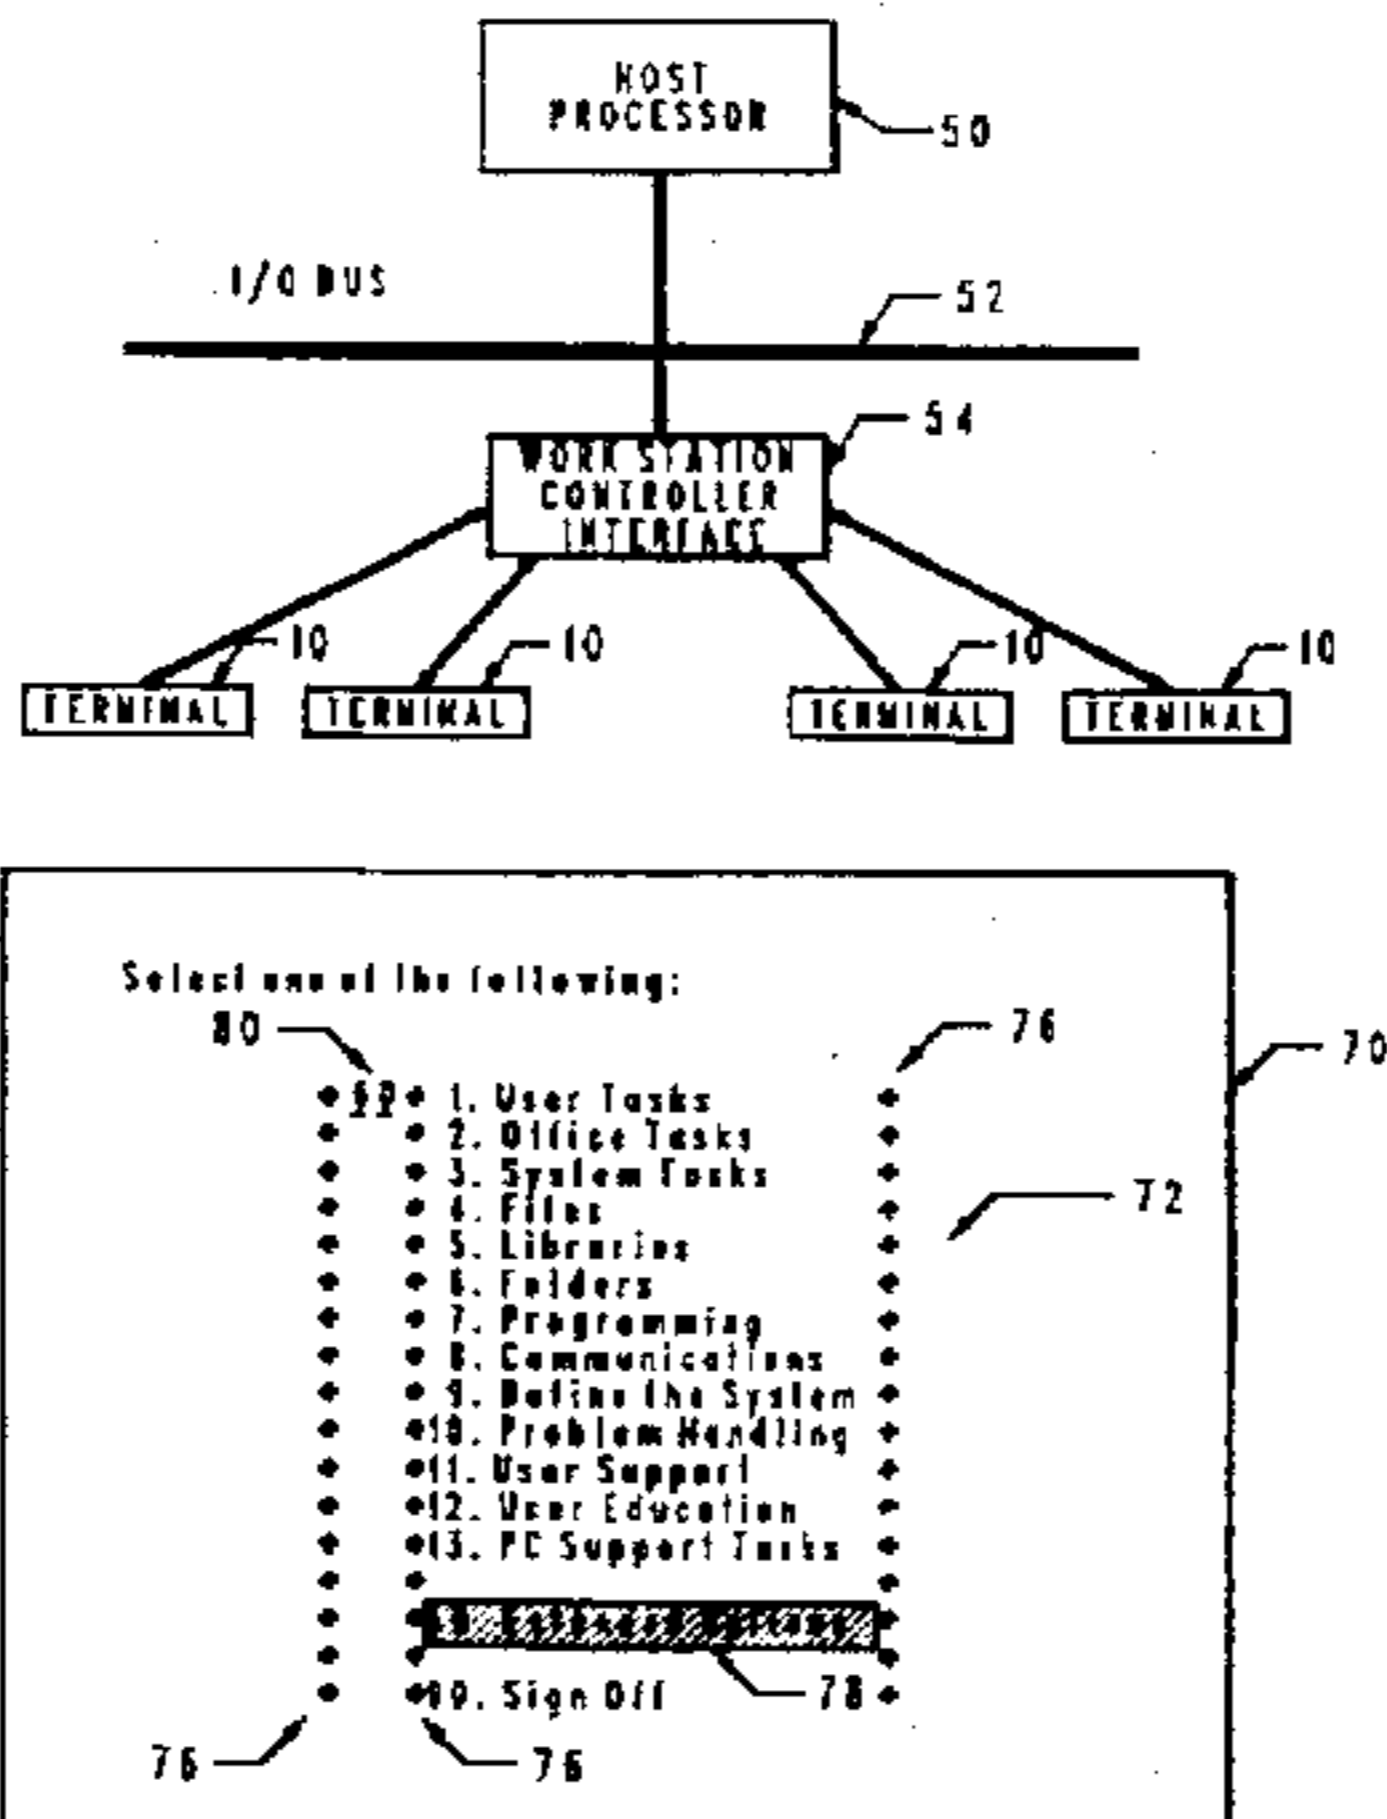 HOST
PROCESSOR
50
I/O BUS
52
54
WORK STATION
CONTROLLER
INTERFACE
10 10 10 10
TERMINAL TERMINAL TERMINAL TERMINAL
Select one of the following:
80
76
70
1. User Tasks
2. Office Tasks
3. System Tasks
72
4. Files
5. Libraries
6. Folders
7. Programming
8. Communications
9. Define the System
10. Problem Handling
11. User Support
12. User Education
13. PC Support Tasks
78
90. Sign Off
76 76